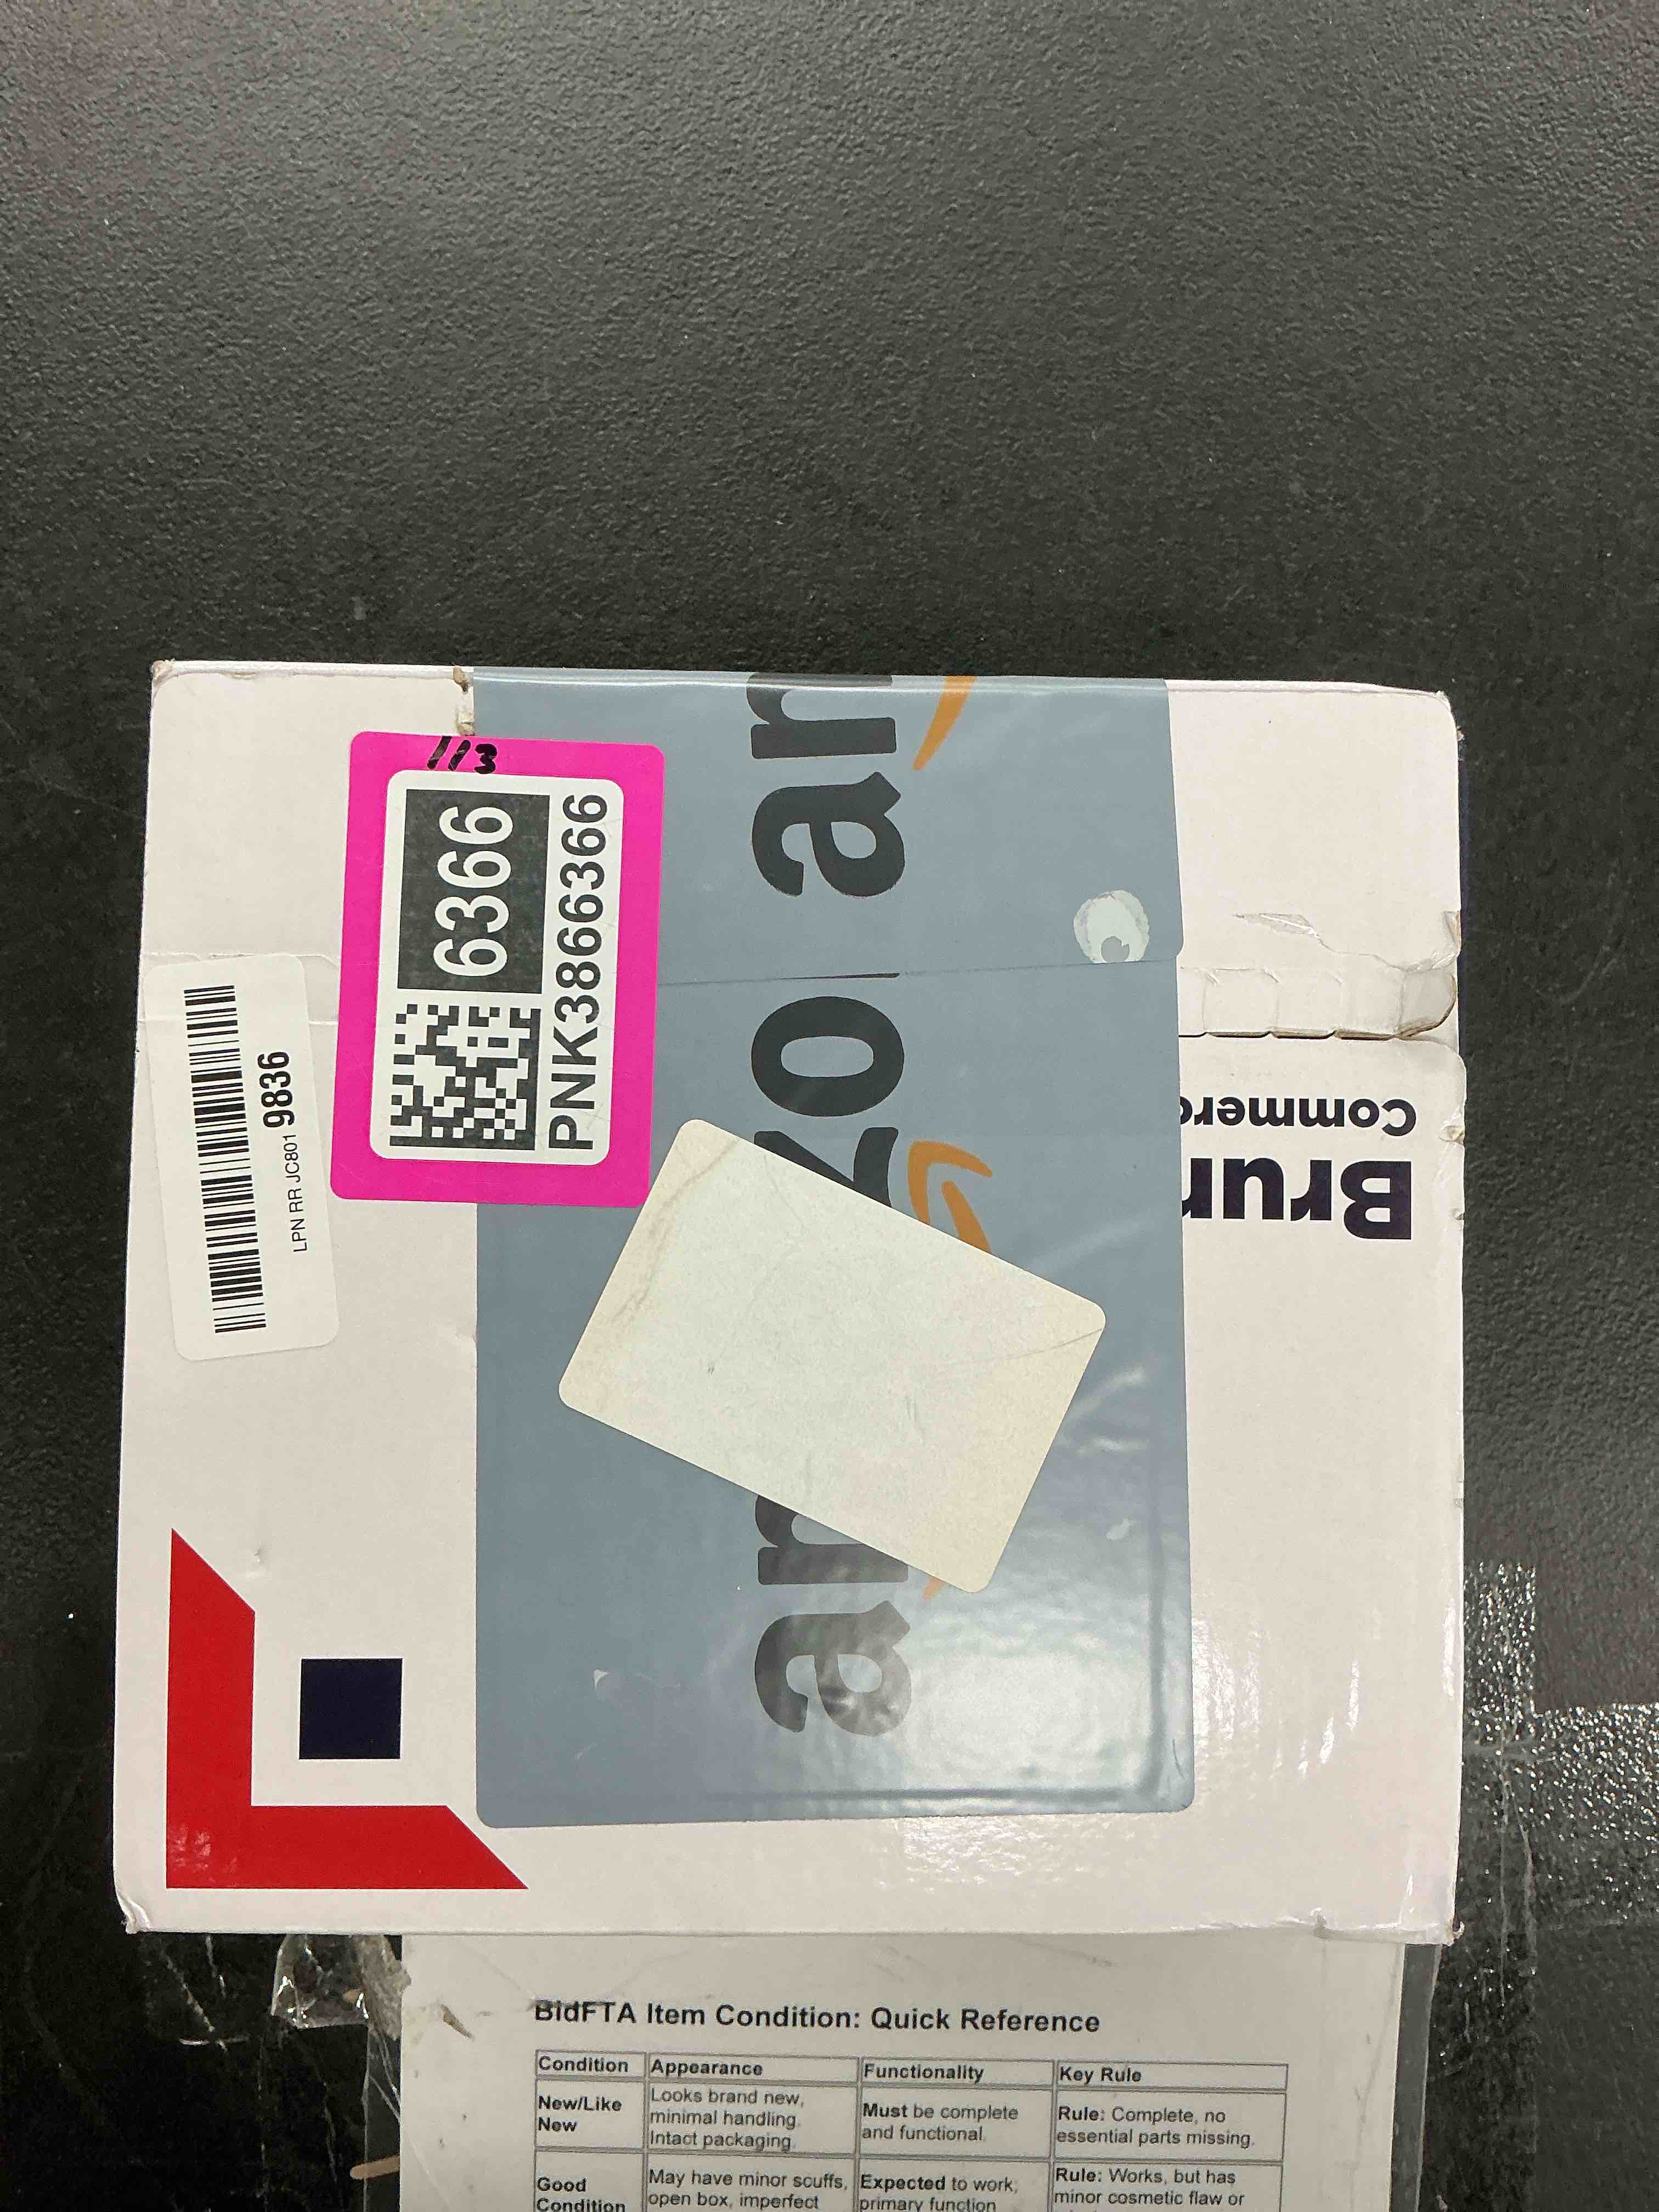 113
6366
PNK3866366
LPN RR JC801 9836
an
amazon
Brun
Commerc
BidFTA Item Condition: Quick Reference
Condition Appearance Functionality Key Rule
New/Like New Looks brand new, minimal handling. Intact packaging. Must be complete and functional. Rule: Complete, no essential parts missing.
Good Condition May have minor scuffs, open box, imperfect Expected to work; primary function Rule: Works, but has minor cosmetic flaw or